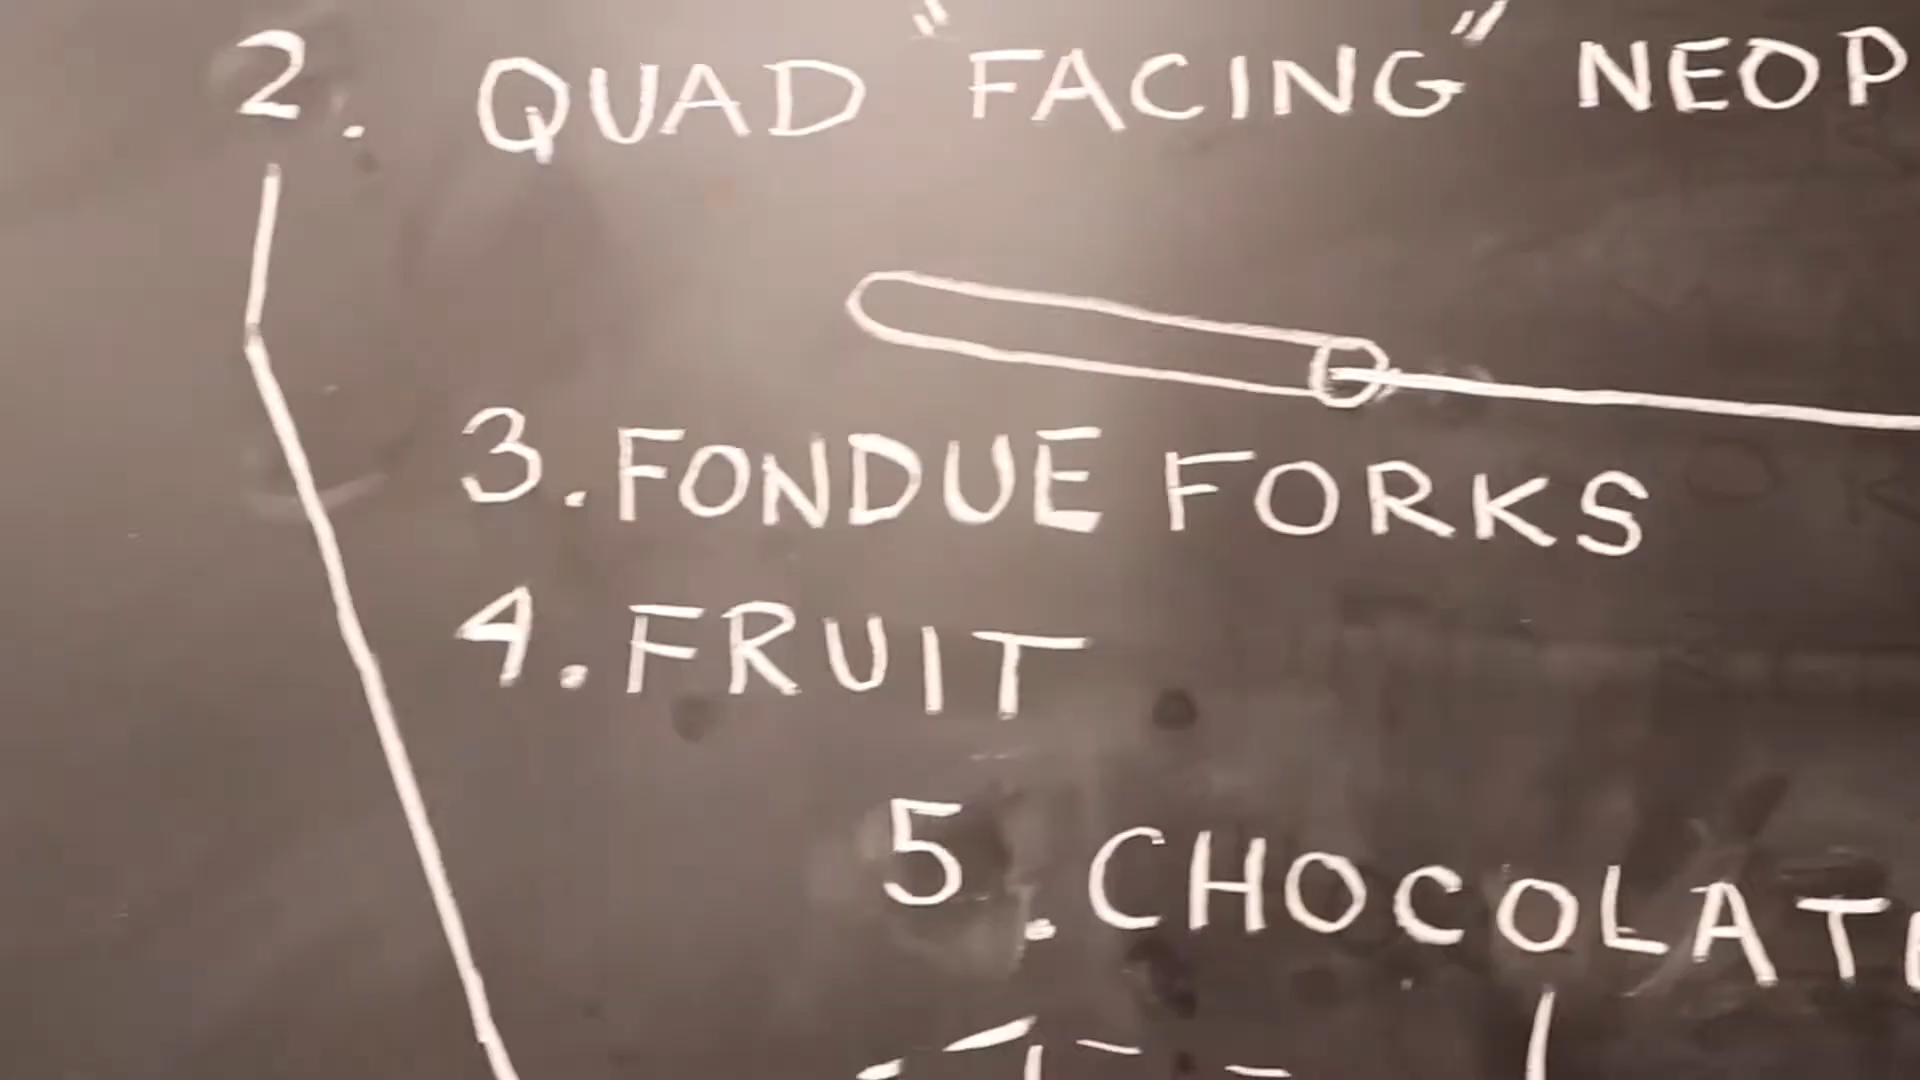 2. QUAD "FACING" NEOP
3. FONDUE FORKS
4. FRUIT
5. CHOCOLAT